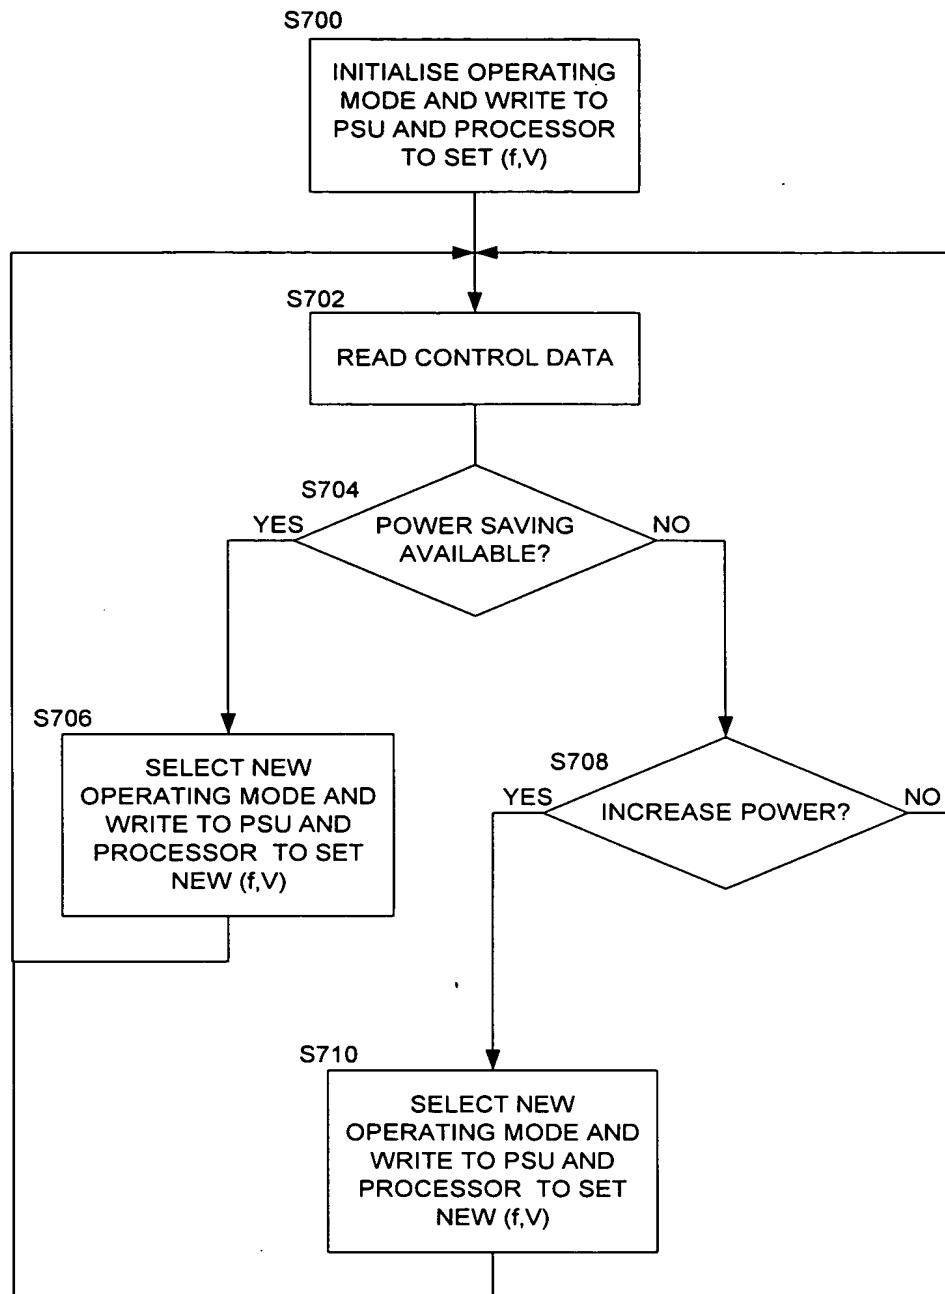 S700
INITIALISE OPERATING
MODE AND WRITE TO
PSU AND PROCESSOR
TO SET (f,V)
S702
READ CONTROL DATA
S704
YES
POWER SAVING
AVAILABLE?
NO
S706
SELECT NEW
OPERATING MODE AND
WRITE TO PSU AND
PROCESSOR TO SET
NEW (f,V)
S708
YES
INCREASE POWER?
NO
S710
SELECT NEW
OPERATING MODE AND
WRITE TO PSU AND
PROCESSOR TO SET
NEW (f,V)